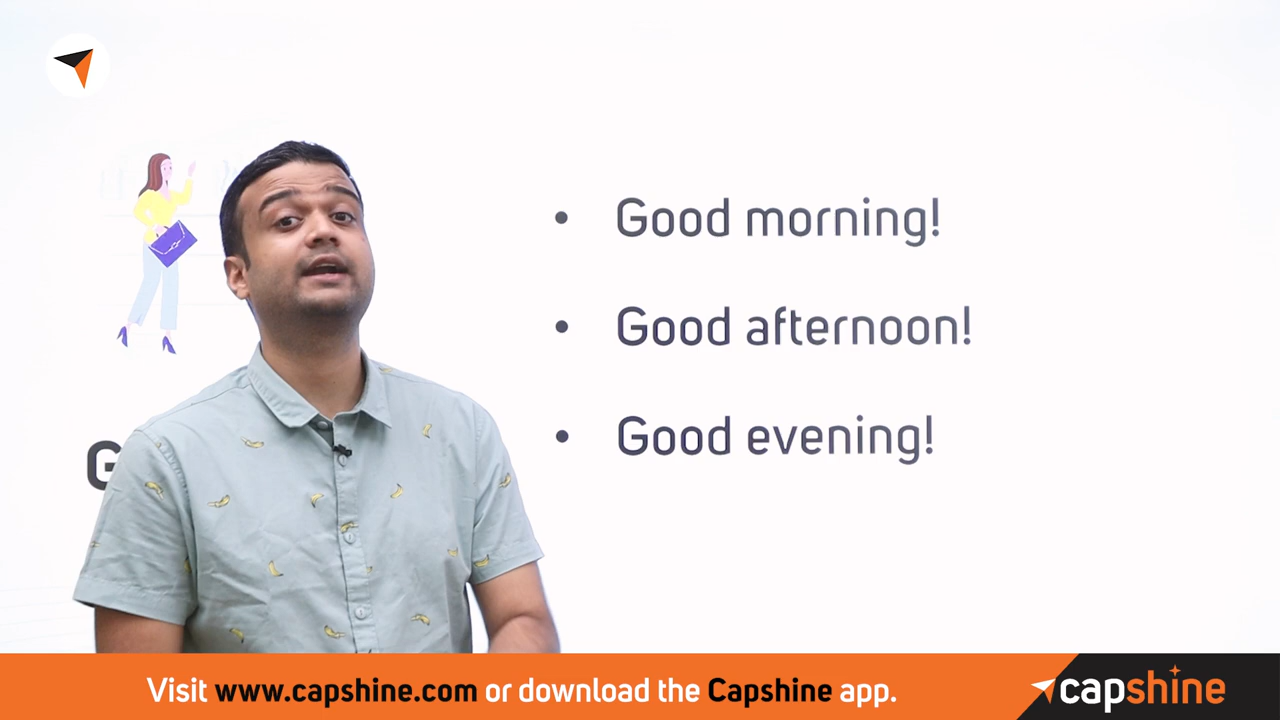 • Good morning!
• Good afternoon!
• Good evening!
G
Visit www.capshine.com or download the Capshine app.
capshine